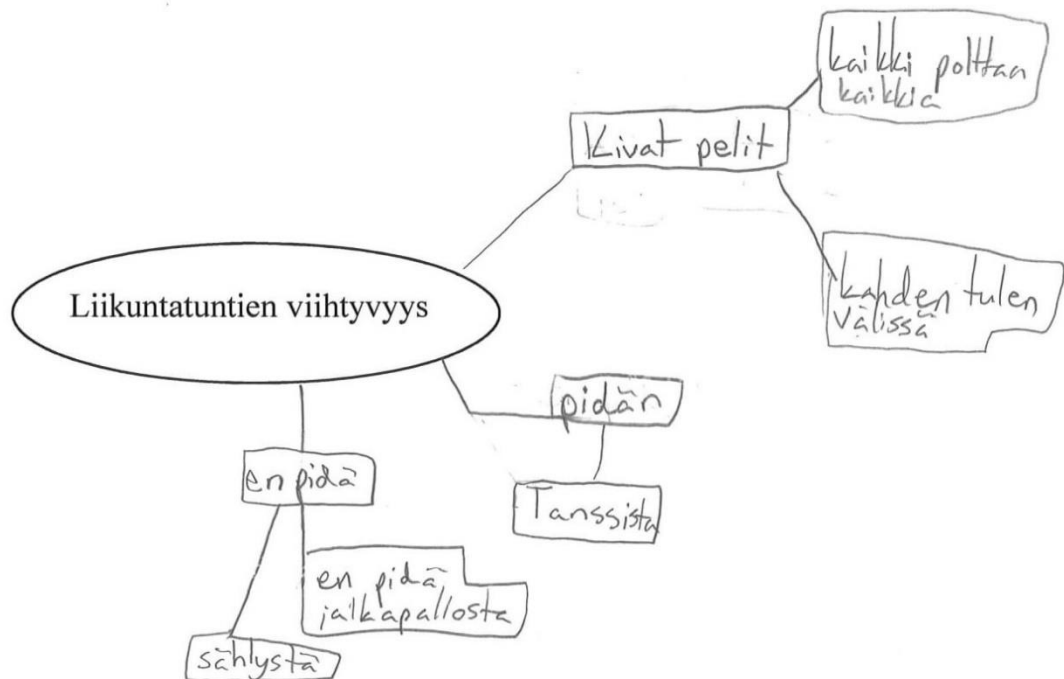 kaikki polttaa
kaikkia
Kivat pelit
kahden tulen
välissä
Liikuntatuntien viihtyvyys
pidän
Tanssista
en pidä
en pidä
jalkapallosta
sählystä